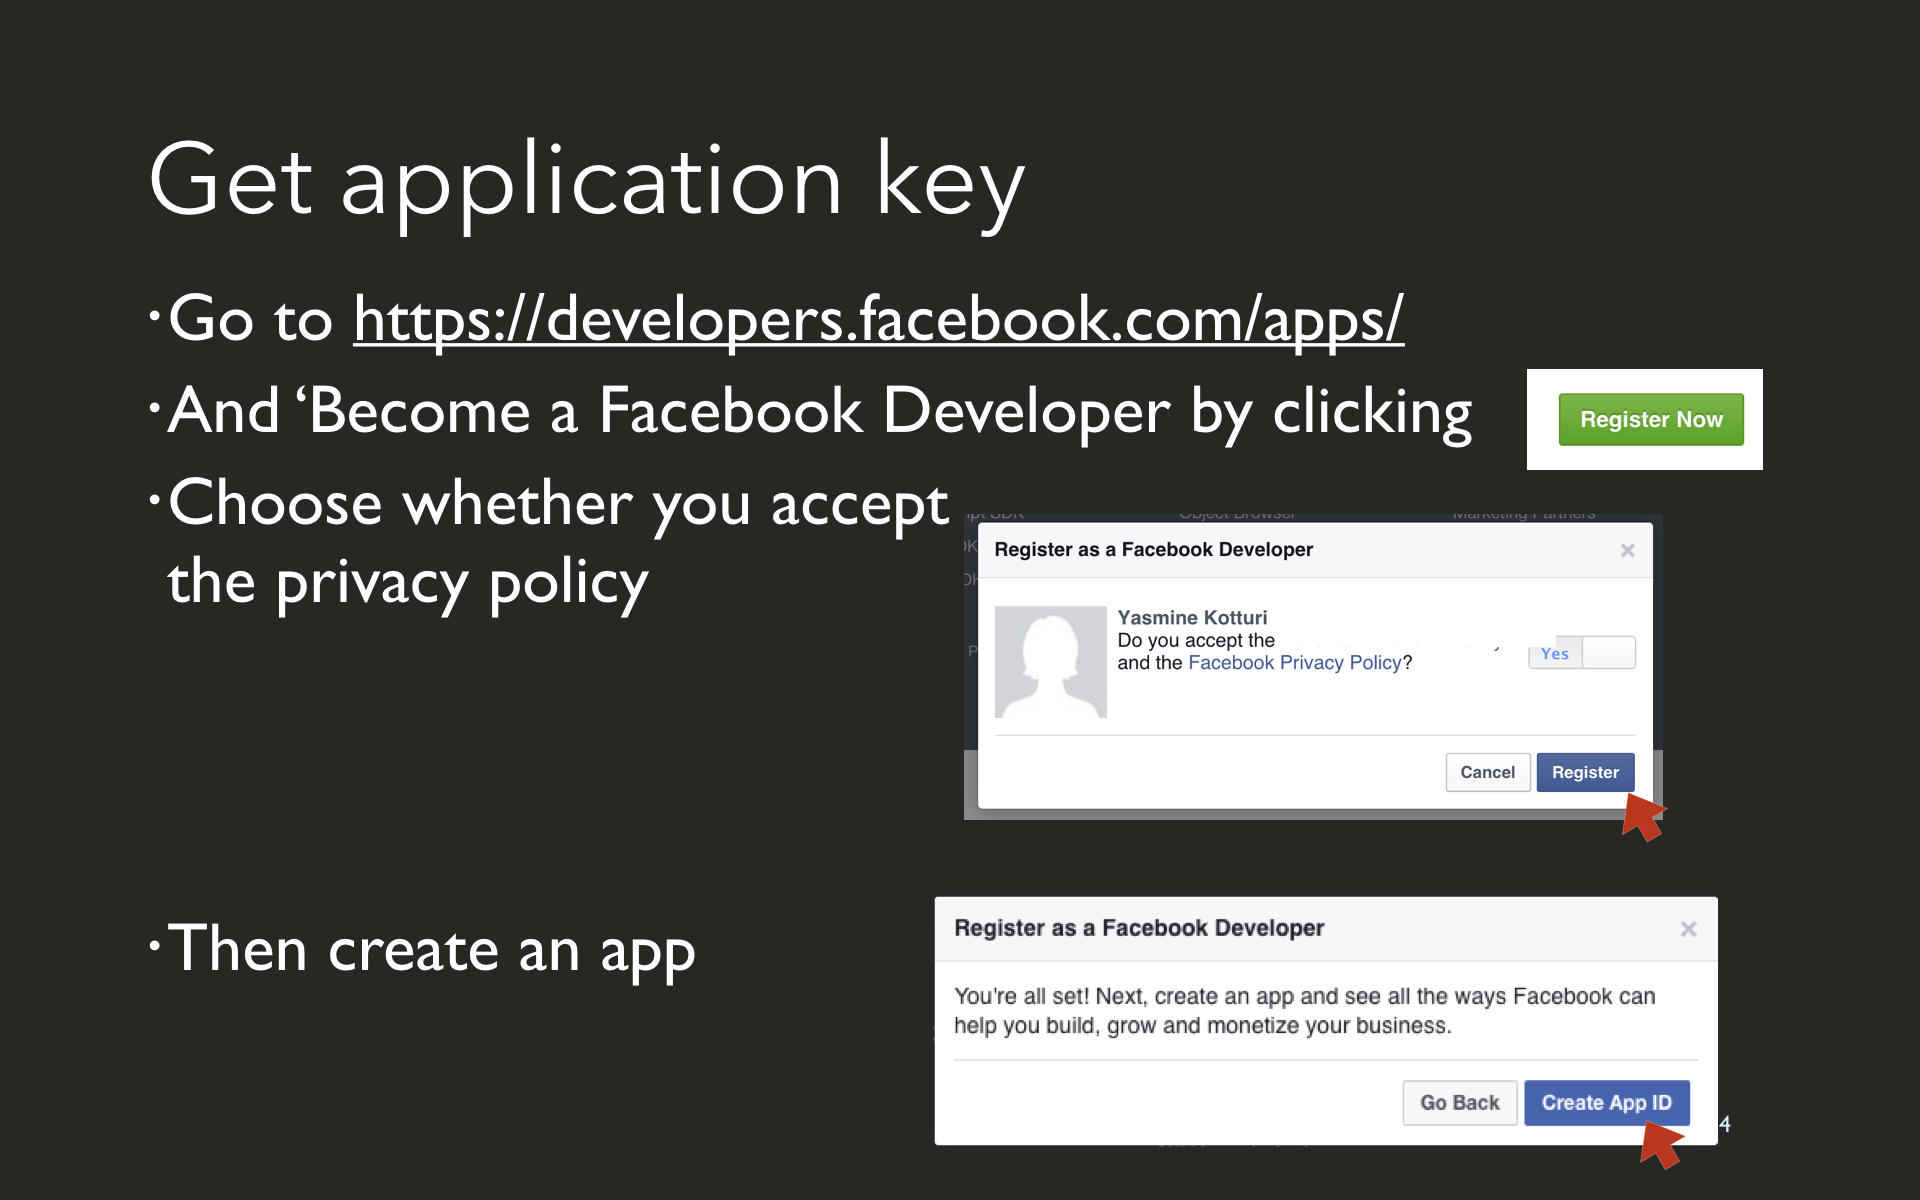 Get application key
·Go to https://developers.facebook.com/apps/
·And ‘Become a Facebook Developer by clicking
Register Now
·Choose whether you accept
the privacy policy
Object Browser
Marketing Partners
Register as a Facebook Developer
×
Yasmine Kotturi
Do you accept the
and the Facebook Privacy Policy?
Yes
Cancel
Register
·Then create an app
Register as a Facebook Developer
×
You're all set! Next, create an app and see all the ways Facebook can
help you build, grow and monetize your business.
Go Back
Create App ID
4